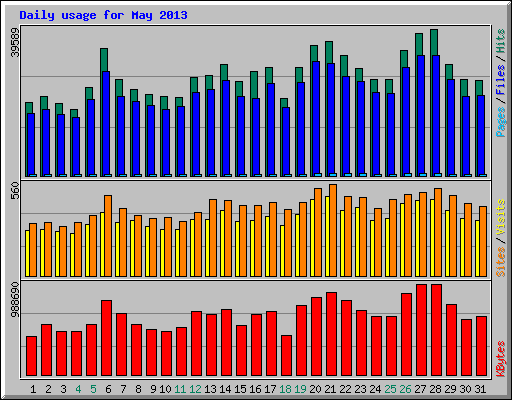 Daily usage for May 2013
39589
Pages / Files / Hits
560
Sites / Visits
988690
KBytes
1 2 3 4 5 6 7 8 9 10 11 12 13 14 15 16 17 18 19 20 21 22 23 24 25 26 27 28 29 30 31